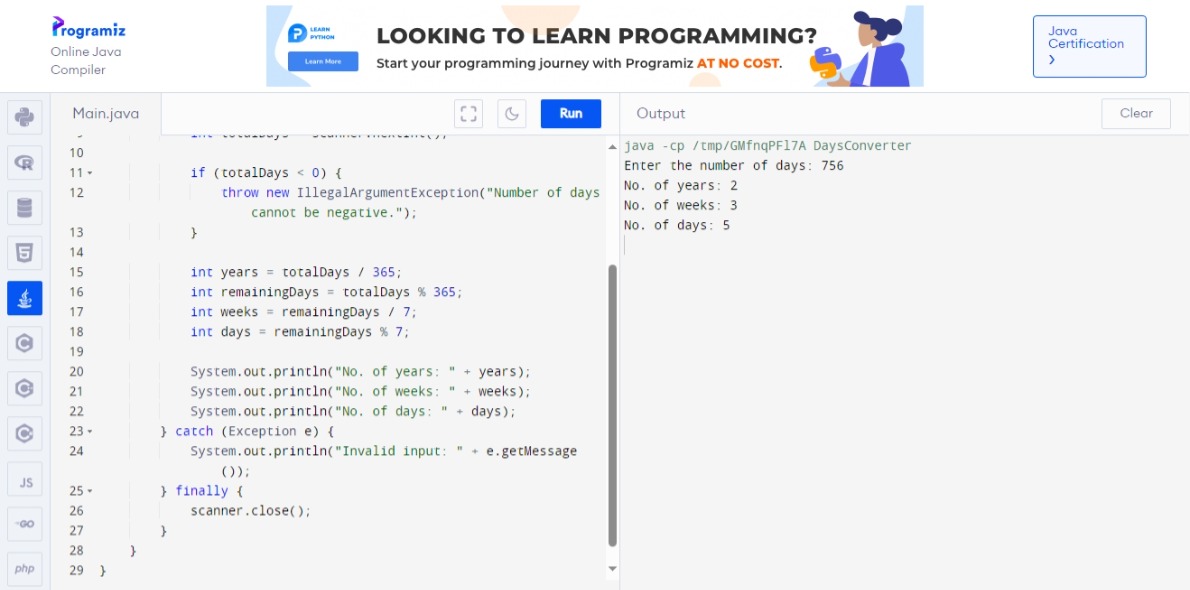 Programiz
Online Java
Compiler
LEARN
PYTHON
Learn More
LOOKING TO LEARN PROGRAMMING?
Start your programming journey with Programiz AT NO COST.
Java
Certification
Main.java
Run
10
11 if (totalDays < 0) {
12 throw new IllegalArgumentException("Number of days
cannot be negative.");
13 }
14
15 int years = totalDays / 365;
16 int remainingDays = totalDays % 365;
17 int weeks = remainingDays / 7;
18 int days = remainingDays % 7;
19
20 System.out.println("No. of years: " + years);
21 System.out.println("No. of weeks: " + weeks);
22 System.out.println("No. of days: " + days);
23 } catch (Exception e) {
24 System.out.println("Invalid input: " + e.getMessage
());
25 } finally {
26 scanner.close();
27 }
28 }
29 }
Output
Clear
java -cp /tmp/GMfnqPFl7A DaysConverter
Enter the number of days: 756
No. of years: 2
No. of weeks: 3
No. of days: 5
JS
GO
php